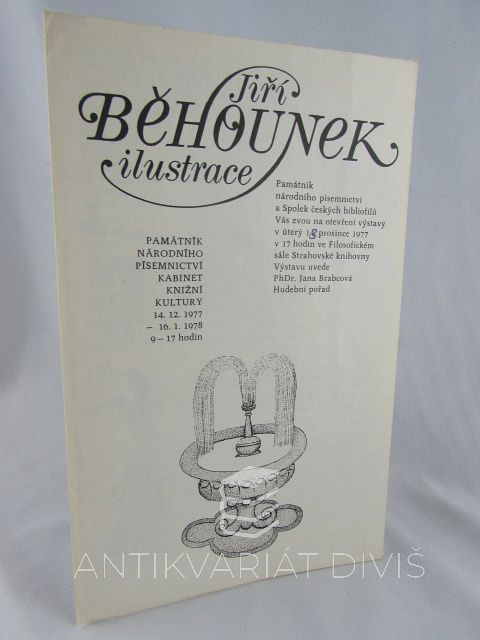 Jiří
BĚHOUNEK
ilustrace
Památník
národního písemnictví
a Spolek českých bibliofilů
Vás zvou na otevření výstavy
v úterý 13 prosince 1977
v 17 hodin ve Filosofickém
sále Strahovské knihovny
Výstavu uvede
PhDr. Jana Brabcová
Hudební pořad
PAMÁTNÍK
NÁRODNÍHO
PÍSEMNICTVÍ
KABINET
KNIŽNÍ
KULTURY
14. 12. 1977
– 16. 1. 1978
9 – 17 hodin
ANTIKVARIÁT DIVIŠ